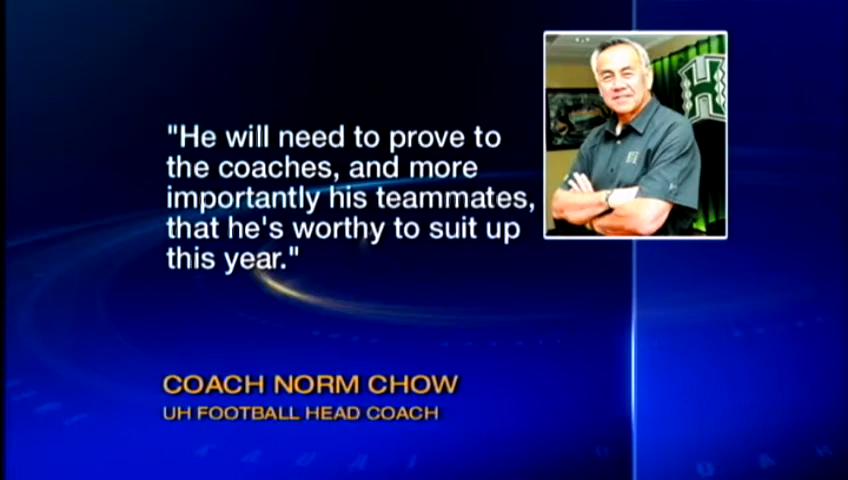 "He will need to prove to
the coaches, and more
importantly his teammates,
that he's worthy to suit up
this year."
COACH NORM CHOW
UH FOOTBALL HEAD COACH
H